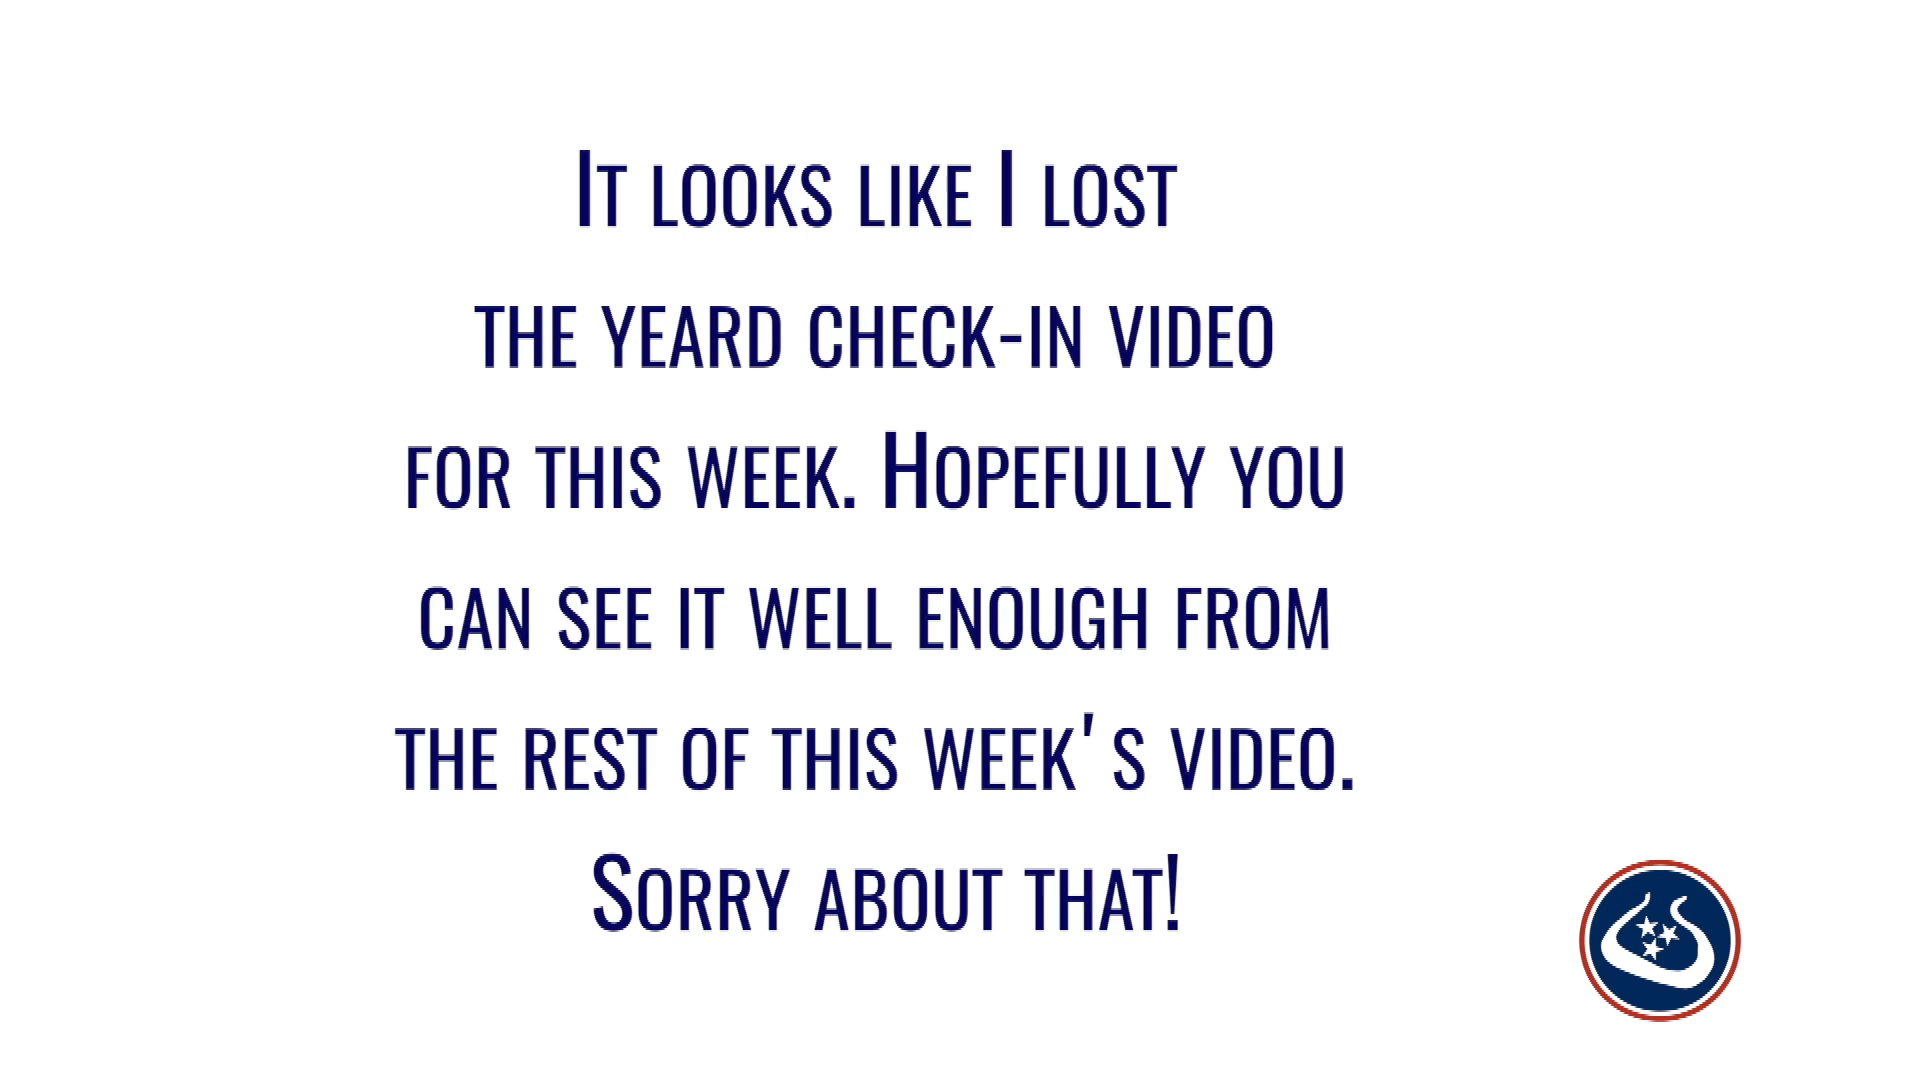 It looks like I lost
the yeard check-in video
for this week. Hopefully you
can see it well enough from
the rest of this week's video.
Sorry about that!